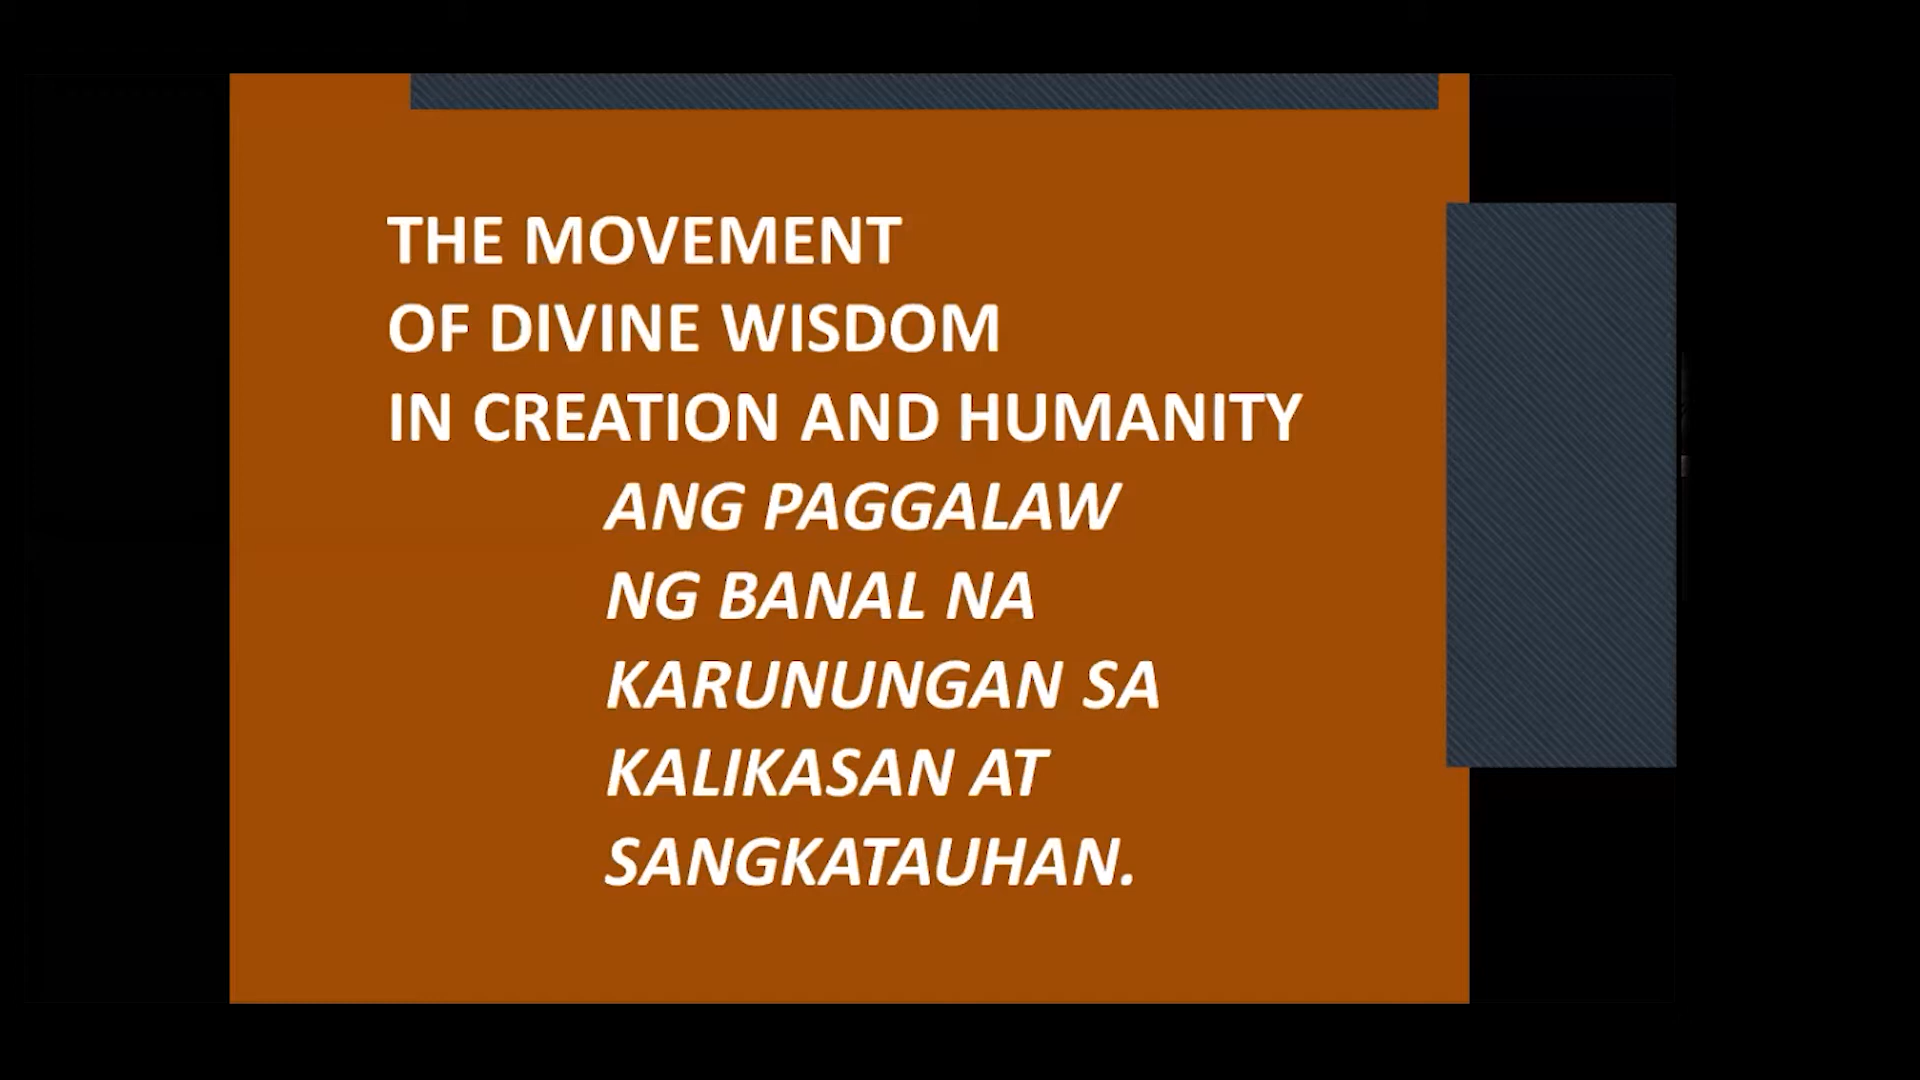 THE MOVEMENT
OF DIVINE WISDOM
IN CREATION AND HUMANITY
ANG PAGGALAW
NG BANAL NA
KARUNUNGAN SA
KALIKASAN AT
SANGKATAUHAN.